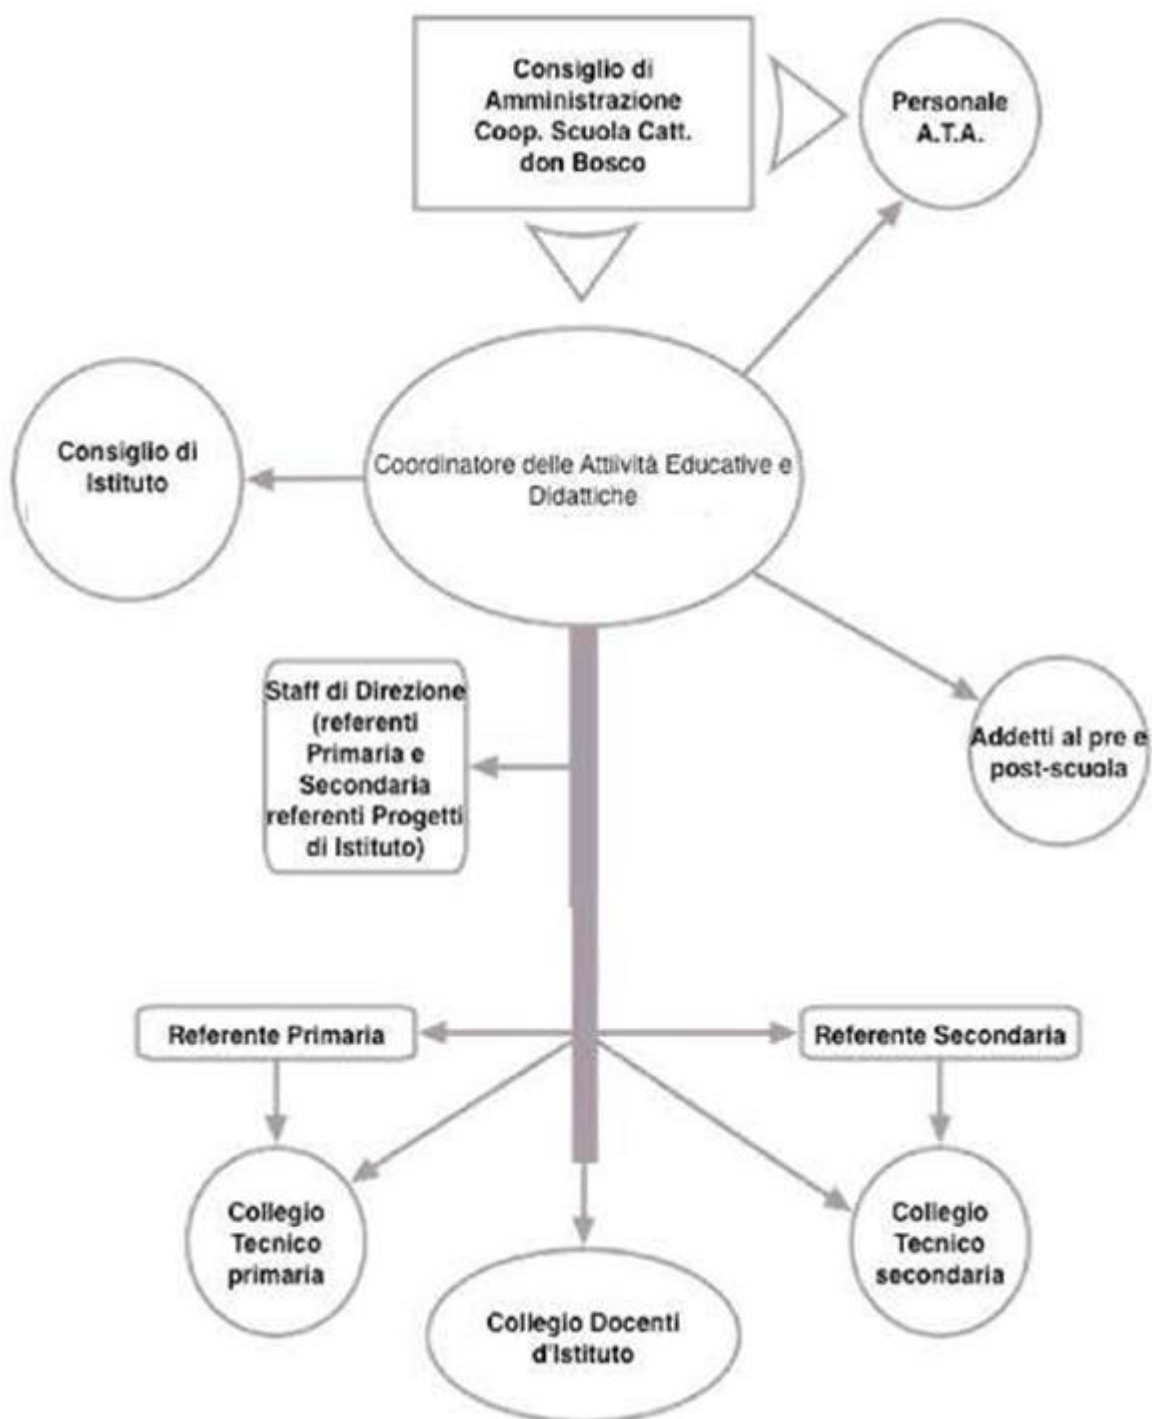 Consiglio di
Amministrazione
Coop. Scuola Catt.
don Bosco
Personale
A.T.A.
Consiglio di
Istituto
Coordinatore delle Attiività Educative e
Didattiche
Staff di Direzione
(referenti
Primaria e
Secondaria
referenti Progetti
di Istituto)
Addetti al pre e
post-scuola
Referente Primaria
Referente Secondaria
Collegio
Tecnico
primaria
Collegio
Tecnico
secondaria
Collegio Docenti
d'Istituto